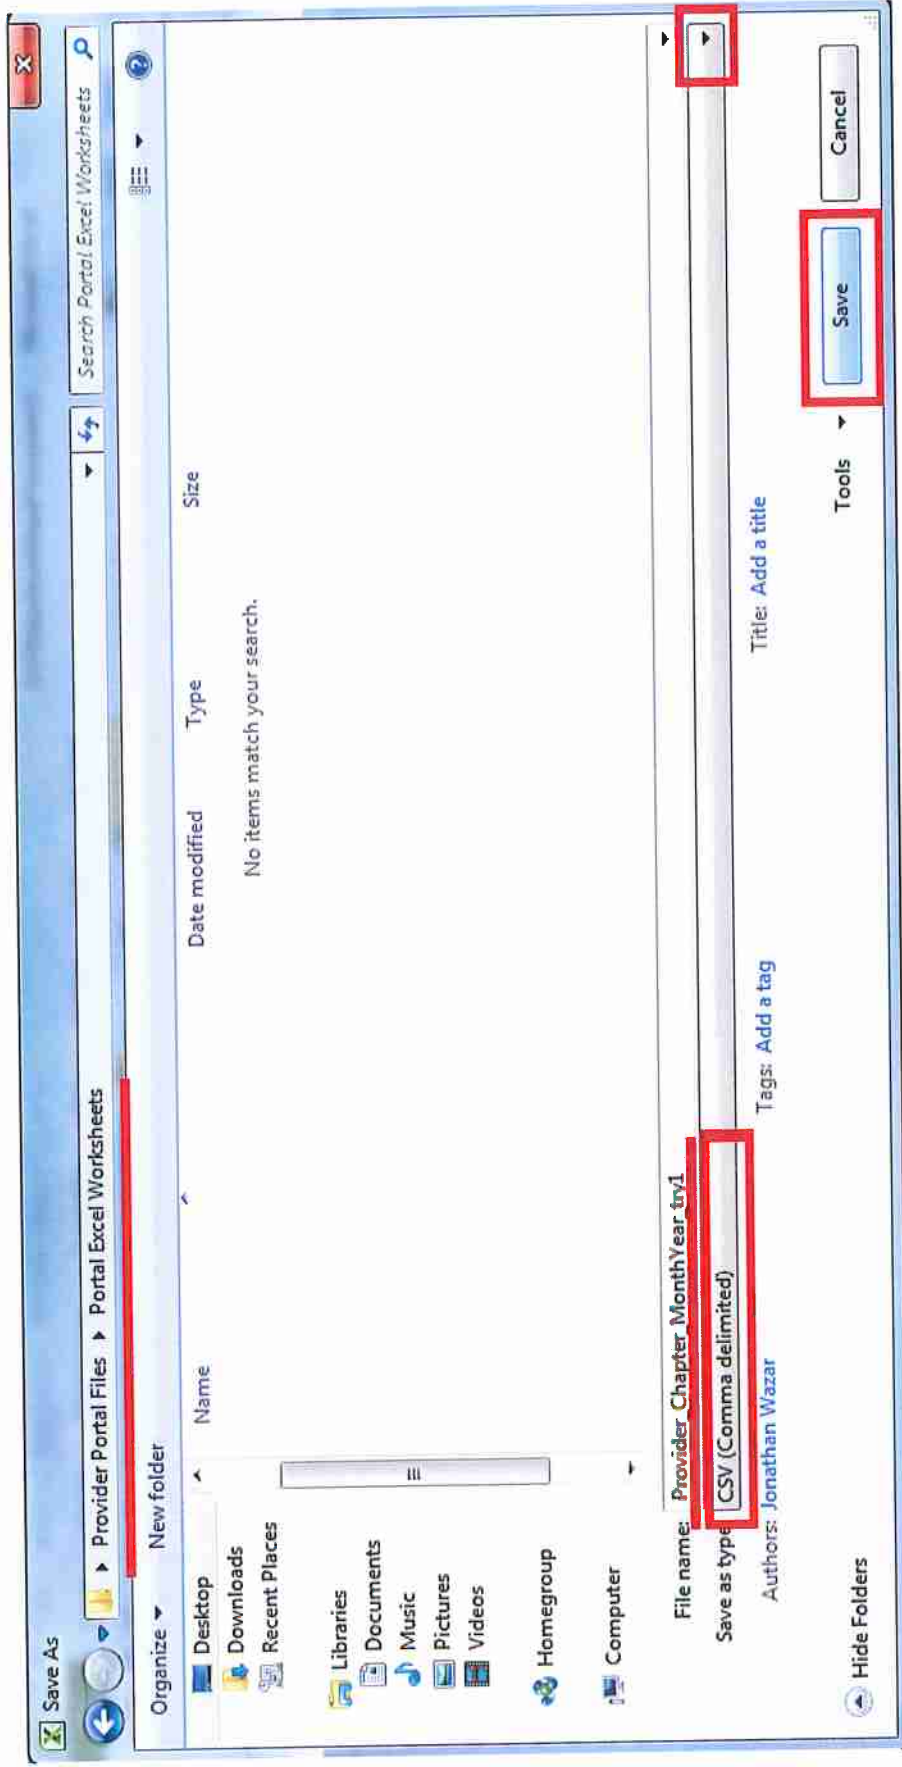 Save As
Provider Portal Files Portal Excel Worksheets Search Portal Excel Worksheets
Organize New folder
Name Date modified Type Size
No items match your search.
Desktop
Downloads
Recent Places
Libraries
Documents
Music
Pictures
Videos
Homegroup
Computer
File name: Provider_Chapter_MonthYear_try1
Save as type: CSV (Comma delimited)
Authors: Jonathan Wazar Tags: Add a tag Title: Add a title
Hide Folders Tools Save Cancel